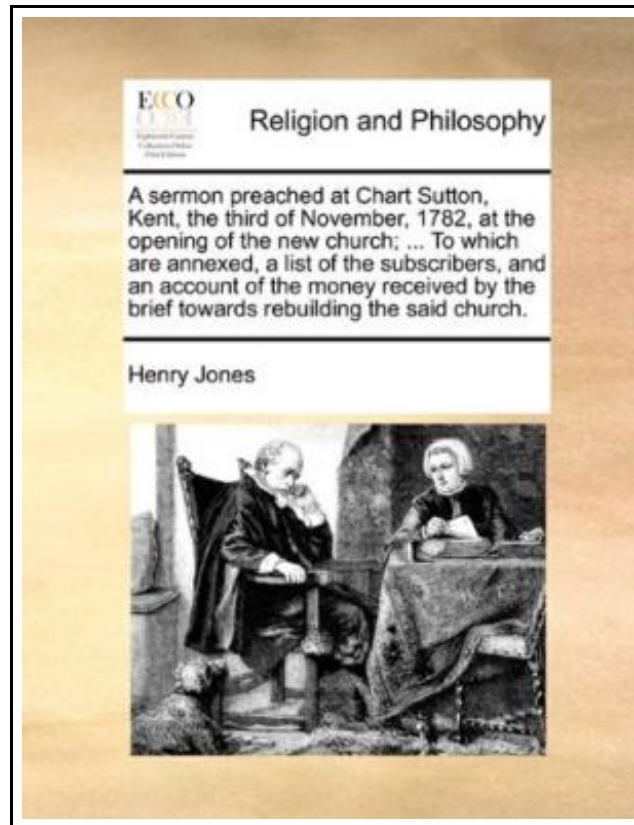 ECCO
Religion and Philosophy
A sermon preached at Chart Sutton,
Kent, the third of November, 1782, at the
opening of the new church; ... To which
are annexed, a list of the subscribers, and
an account of the money received by the
brief towards rebuilding the said church.
Henry Jones